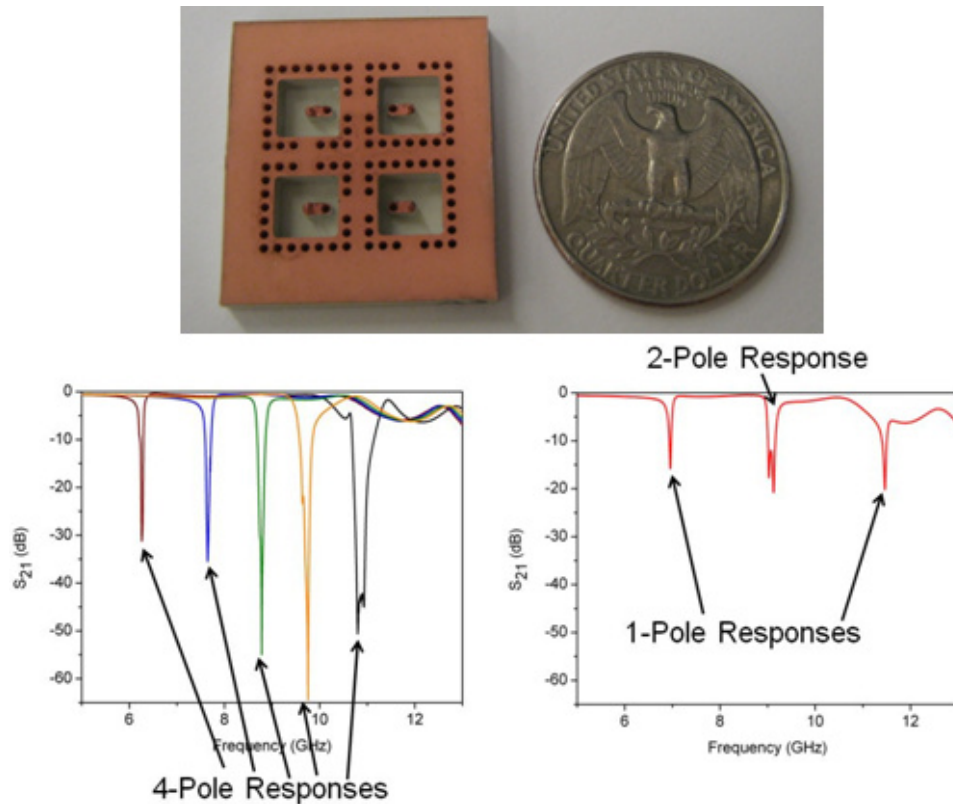 UNITED STATES OF AMERICA
E PLURIBUS
UNUM
QUARTER DOLLAR
2-Pole Response
0
-10
-20
-30
-40
-50
-60
S21 (dB)
6 8 10 12
Frequency (GHz)
4-Pole Responses
0
-10
-20
-30
-40
-50
-60
S21 (dB)
6 8 10 12
Frequency (GHz)
1-Pole Responses